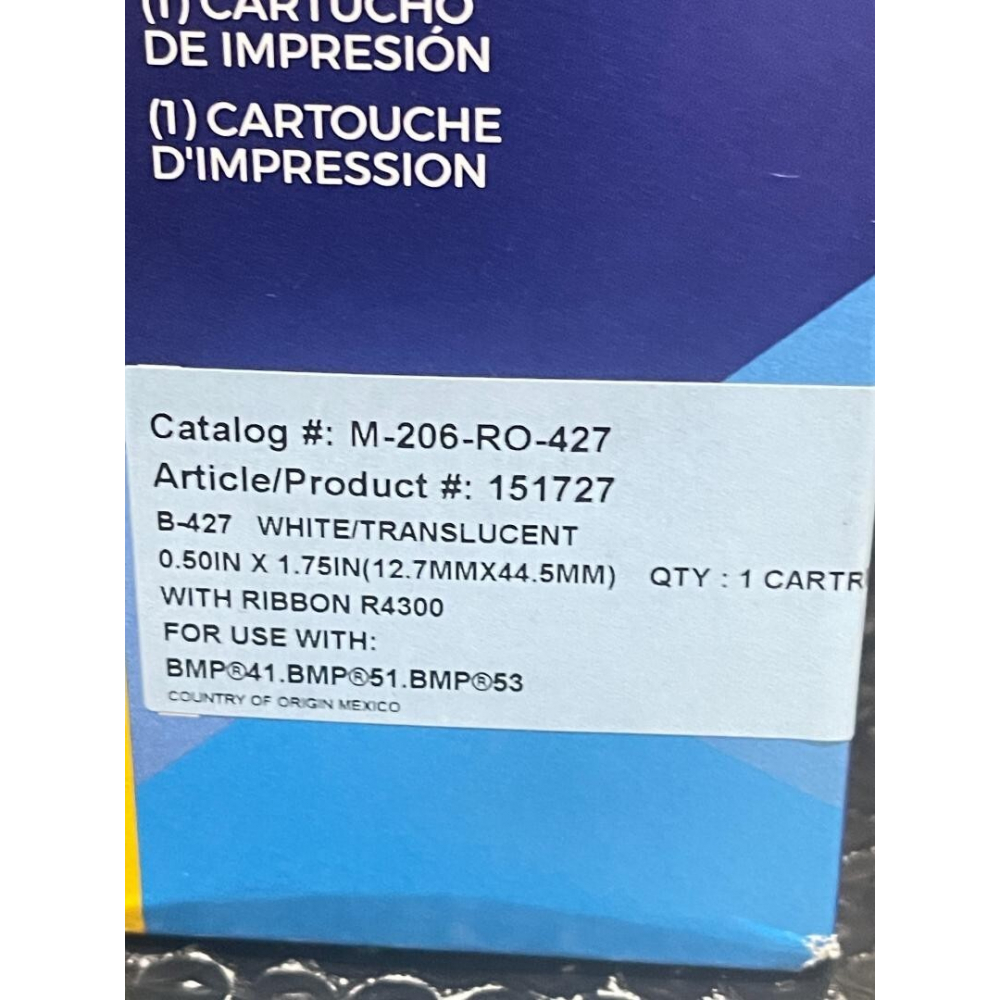 (1) CARTUCHO
DE IMPRESIÓN
(1) CARTOUCHE
D'IMPRESSION
Catalog #: M-206-RO-427
Article/Product #: 151727
B-427 WHITE/TRANSLUCENT
0.50IN X 1.75IN(12.7MMX44.5MM) QTY : 1 CARTR
WITH RIBBON R4300
FOR USE WITH:
BMP®41.BMP®51.BMP®53
COUNTRY OF ORIGIN MEXICO